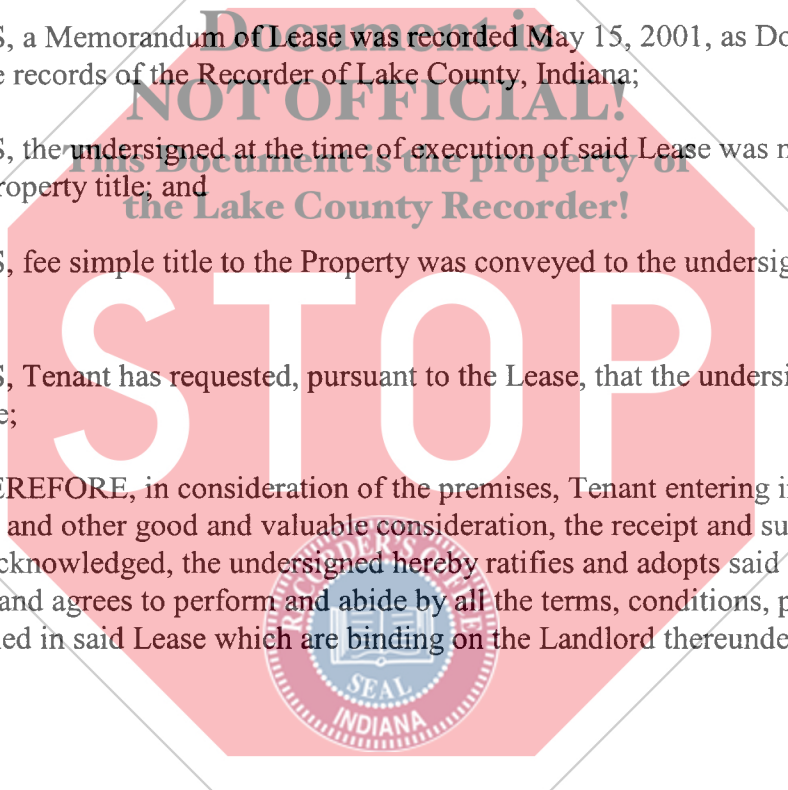 S, a Memorandum of Lease was recorded May 15, 2001, as Do
e records of the Recorder of Lake County, Indiana;
S, the undersigned at the time of execution of said Lease was n
roperty title; and
S, fee simple title to the Property was conveyed to the undersig
S, Tenant has requested, pursuant to the Lease, that the undersi
e;
EREFORE, in consideration of the premises, Tenant entering i
and other good and valuable consideration, the receipt and su
cknowledged, the undersigned hereby ratifies and adopts said
and agrees to perform and abide by all the terms, conditions, p
ed in said Lease which are binding on the Landlord thereunde
Document is
NOT OFFICIAL!
This Document is the property of
the Lake County Recorder!
STOP
RECORDER'S OFFICE
SEAL
INDIANA